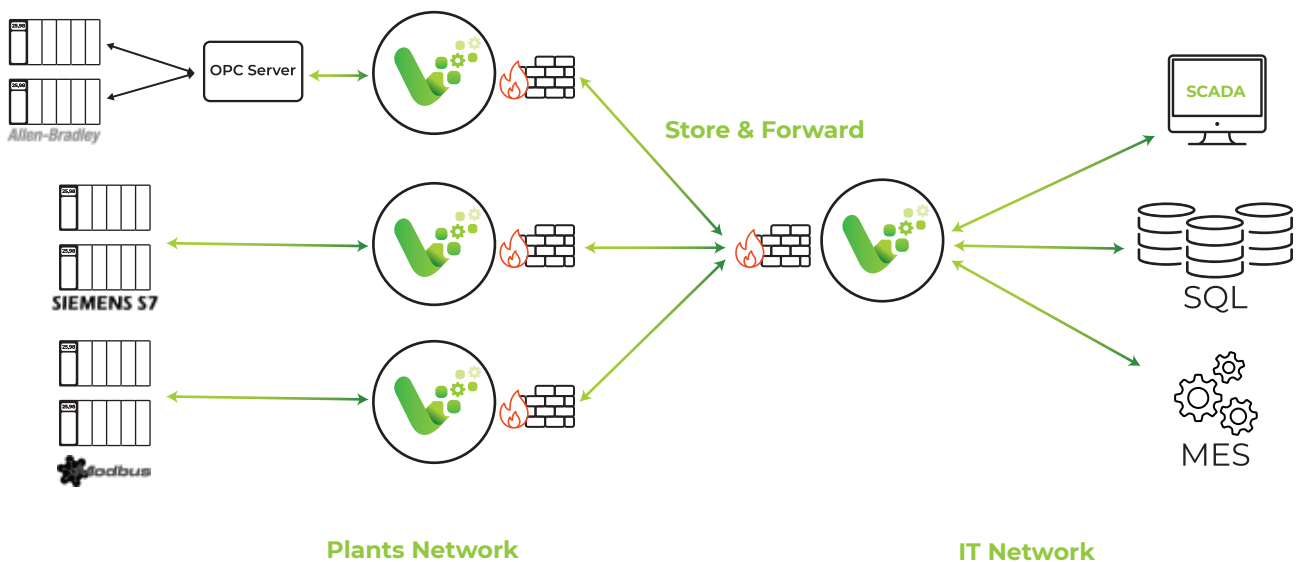 25,98
25,98
Allen-Bradley
OPC Server
Store & Forward
SCADA
25,98
25,98
SIEMENS S7
SQL
25,98
25,98
Modbus
MES
Plants Network
IT Network